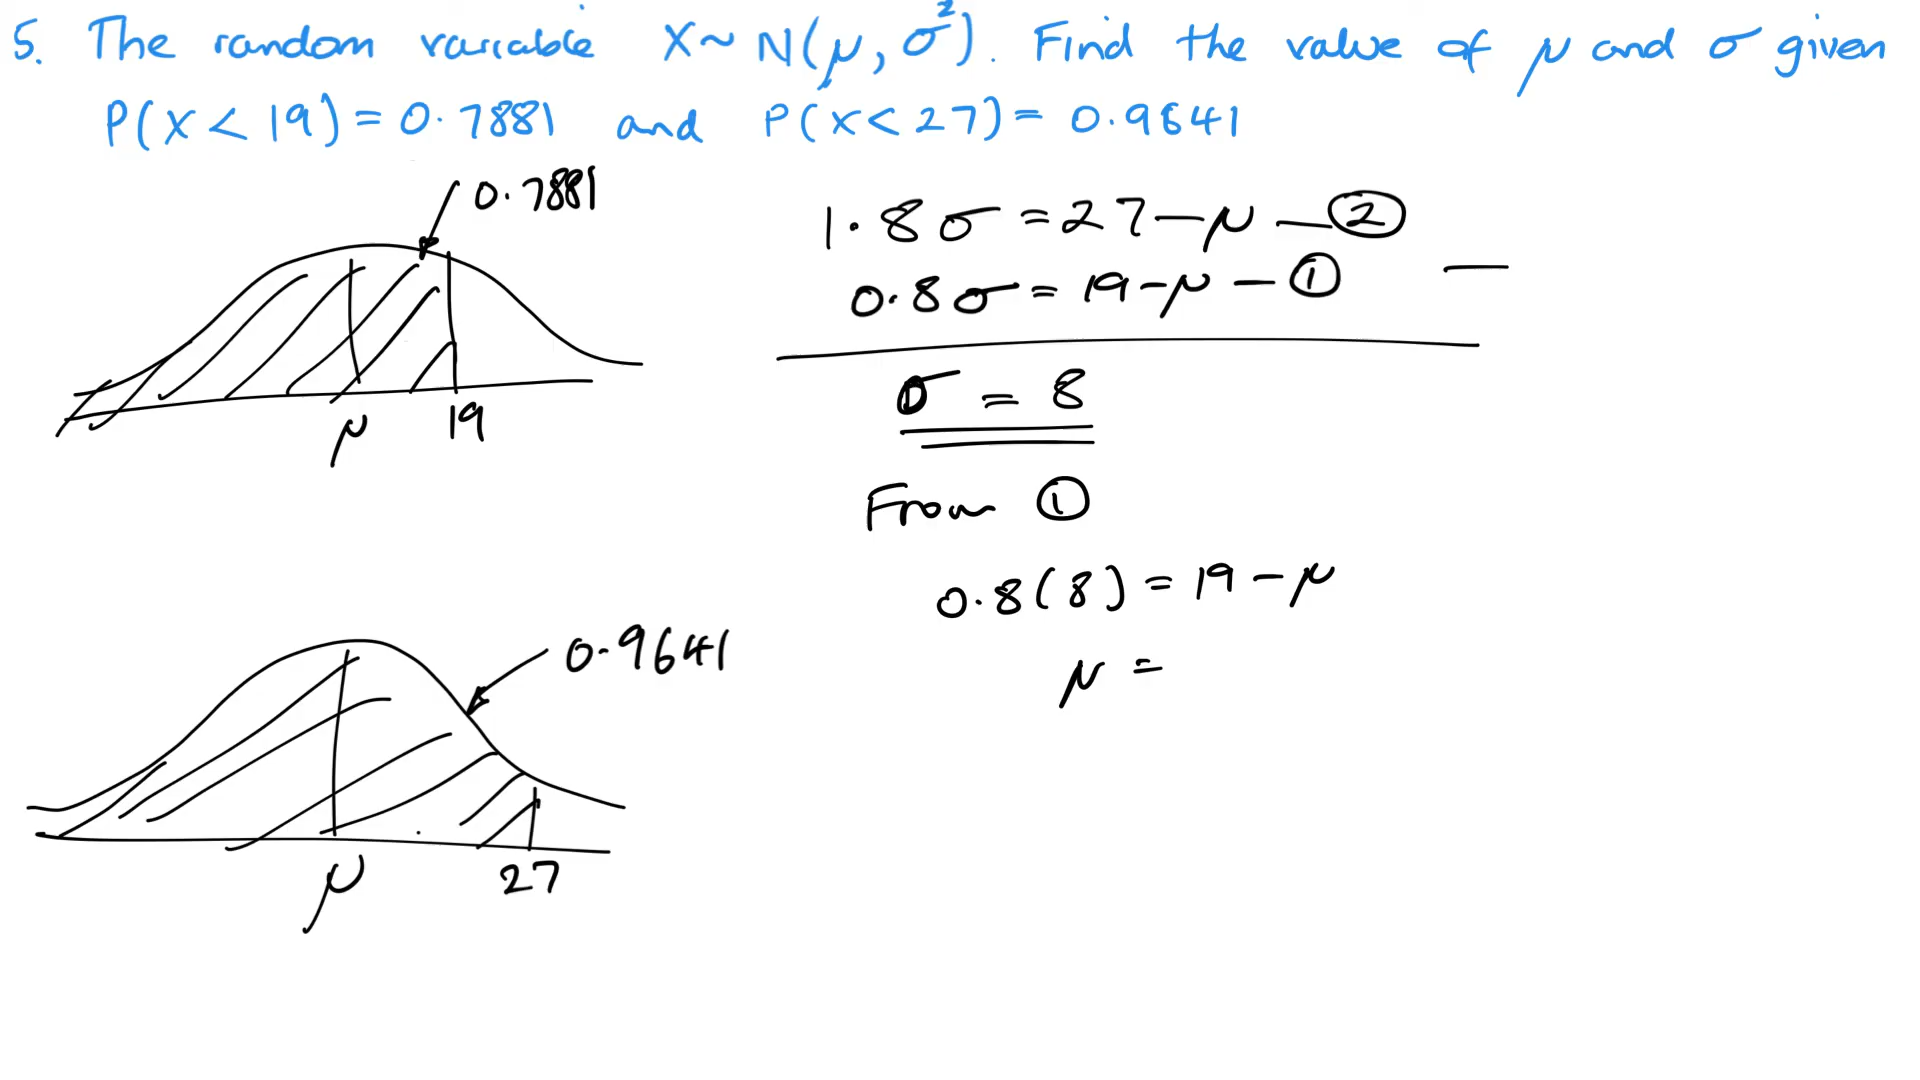 5. The random variable X~ N(μ, σ²). Find the value of μ and σ given
P(X < 19) = 0.7881 and P(X < 27) = 0.9641
0.7881
μ 19
0.9641
μ 27
1.8σ = 27 - μ — ②
0.8σ = 19 - μ — ① —
σ = 8
From ①
0.8(8) = 19 - μ
μ =